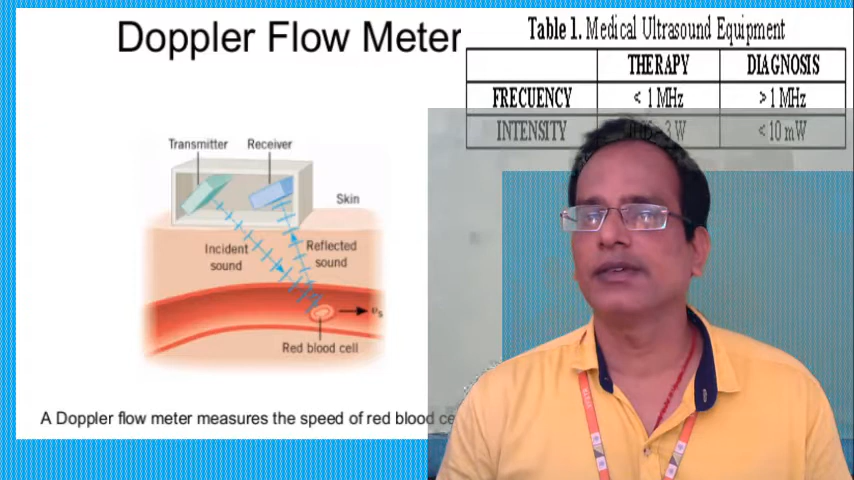 Doppler Flow Meter
Table 1. Medical Ultrasound Equipment
THERAPY DIAGNOSIS
FRECUENCY < 1 MHz > 1 MHz
INTENSITY 3 W < 10 mW
Transmitter Receiver
Skin
Incident sound
Reflected sound
υs
Red blood cell
A Doppler flow meter measures the speed of red blood ce